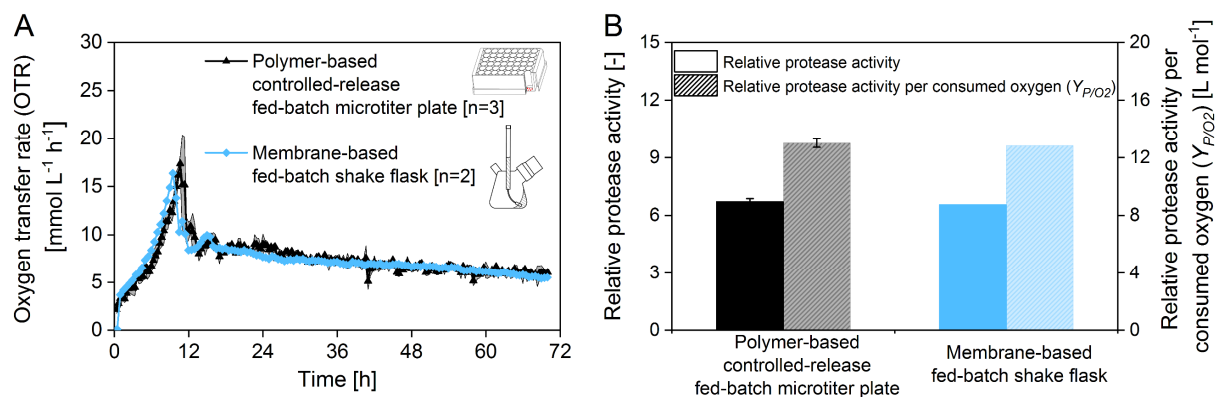 A
Oxygen transfer rate (OTR)
[mmol L⁻¹ h⁻¹]
30
25
20
15
10
5
0
Polymer-based
controlled-release
fed-batch microtiter plate [n=3]
Membrane-based
fed-batch shake flask [n=2]
0 12 24 36 48 60 72
Time [h]
B
Relative protease activity [-]
15
12
9
6
3
0
Relative protease activity
Relative protease activity per consumed oxygen (Y_P/O2)
20
16
12
8
4
0
Relative protease activity per
consumed oxygen (Y_P/O2) [L mol⁻¹]
Polymer-based
controlled-release
fed-batch microtiter plate
Membrane-based
fed-batch shake flask